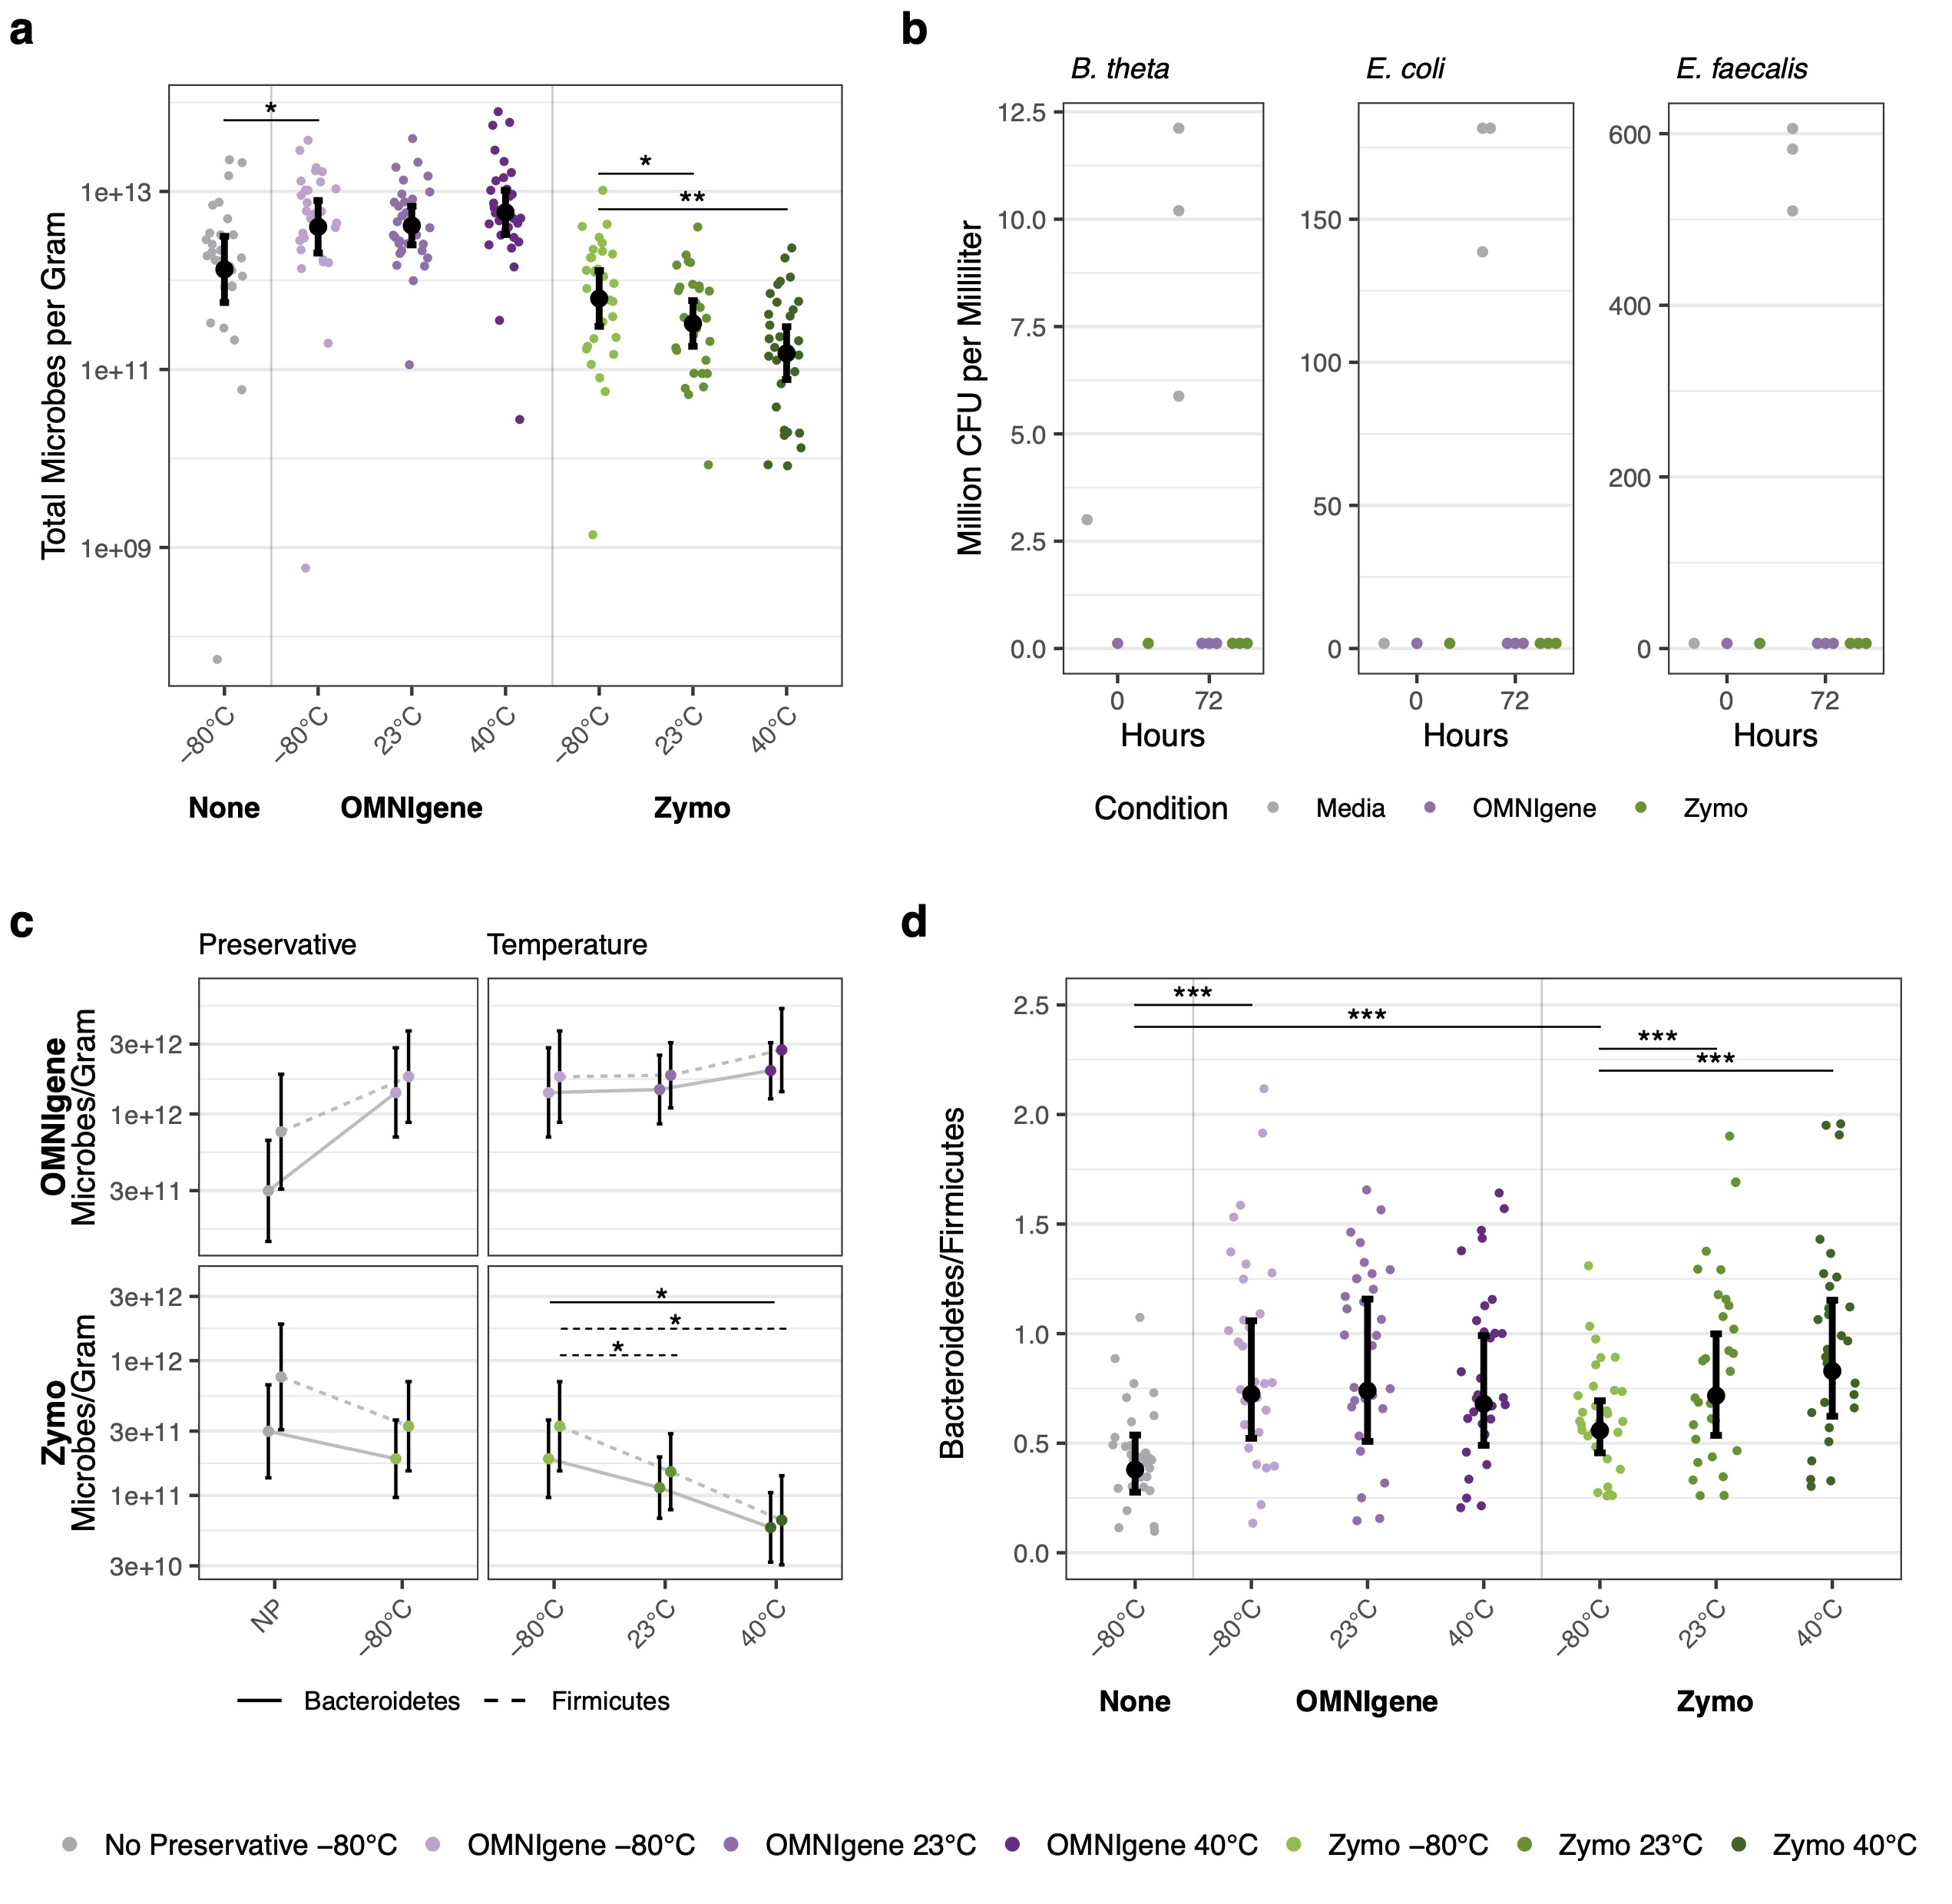 a
*
*
**
1e+13
1e+11
1e+09
Total Microbes per Gram
−80°C
−80°C
23°C
40°C
−80°C
23°C
40°C
None
OMNIgene
Zymo
b
B. theta
E. coli
E. faecalis
12.5
10.0
7.5
5.0
2.5
0.0
150
100
50
0
600
400
200
0
Million CFU per Milliliter
0
72
0
72
0
72
Hours
Hours
Hours
Condition
Media
OMNIgene
Zymo
c
Preservative
Temperature
OMNIgene
Microbes/Gram
3e+12
1e+12
3e+11
Zymo
Microbes/Gram
3e+12
1e+12
3e+11
1e+11
3e+10
*
*
*
NP
−80°C
−80°C
23°C
40°C
Bacteroidetes
Firmicutes
d
***
***
***
***
2.5
2.0
1.5
1.0
0.5
0.0
Bacteroidetes/Firmicutes
−80°C
−80°C
23°C
40°C
−80°C
23°C
40°C
None
OMNIgene
Zymo
No Preservative −80°C
OMNIgene −80°C
OMNIgene 23°C
OMNIgene 40°C
Zymo −80°C
Zymo 23°C
Zymo 40°C